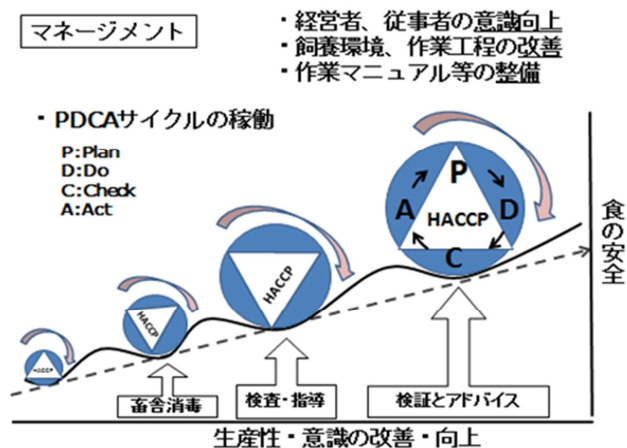 マネージメント
・経営者、従事者の意識向上
・飼養環境、作業工程の改善
・作業マニュアル等の整備
・PDCAサイクルの稼働
P:Plan
D:Do
C:Check
A:Act
P
A
D
HACCP
C
HACCP
HACCP
HACCP
食の安全
畜舎消毒
検査・指導
検証とアドバイス
生産性・意識の改善・向上